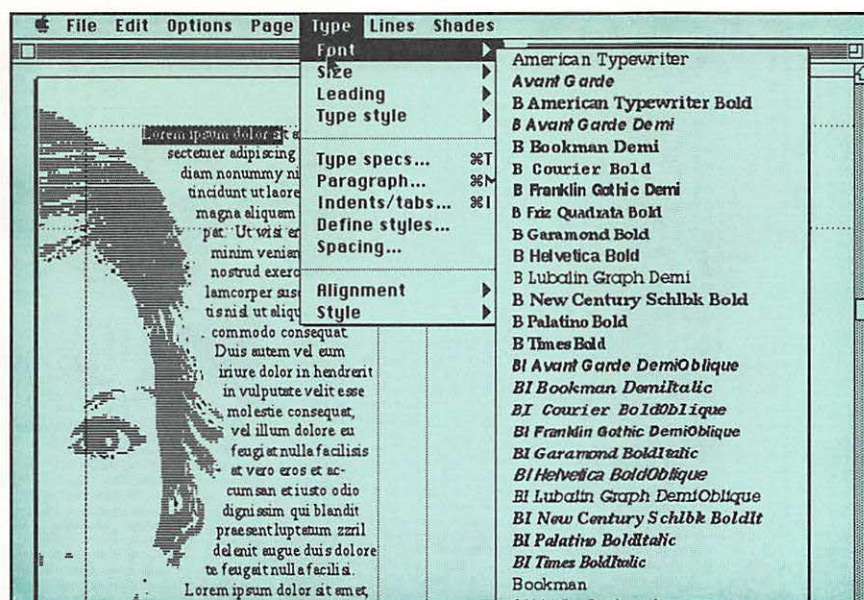 File Edit Options Page Type Lines Shades
Font
Size
Leading
Type style
Type specs... ⌘T
Paragraph... ⌘M
Indents/tabs... ⌘I
Define styles...
Spacing...
Alignment
Style
American Typewriter
Avant Garde
B American Typewriter Bold
B Avant Garde Demi
B Bookman Demi
B Courier Bold
B Franklin Gothic Demi
B Friz Quadrata Bold
B Garamond Bold
B Helvetica Bold
B Lubalin Graph Demi
B New Century Schlbk Bold
B Palatino Bold
B Times Bold
BI Avant Garde DemiOblique
BI Bookman DemiItalic
BI Courier BoldOblique
BI Franklin Gothic DemiOblique
BI Garamond BoldItalic
BI Helvetica BoldOblique
BI Lubalin Graph DemiOblique
BI New Century Schlbk BoldIt
BI Palatino BoldItalic
BI Times BoldItalic
Bookman
Lorem ipsum dolor sit a
sectetuer adipiscing
diam nonummy ni
tincidunt ut laore
magna aliquam
pat. Ut wisi er
minim veniam
nostrud exerc
lamcorper susc
tis nisl ut aliqu
commodo consequat
Duis autem vel eum
iriure dolor in hendrerit
in vulputate velit esse
molestie consequat,
vel illum dolore eu
feugiat nulla facilisis
at vero eros et ac-
cumsan et iusto odio
dignissim qui blandit
praesent luptatum zzril
delenit augue duis dolore
te feugait nulla facilisi.
Lorem ipsum dolor sit amet,